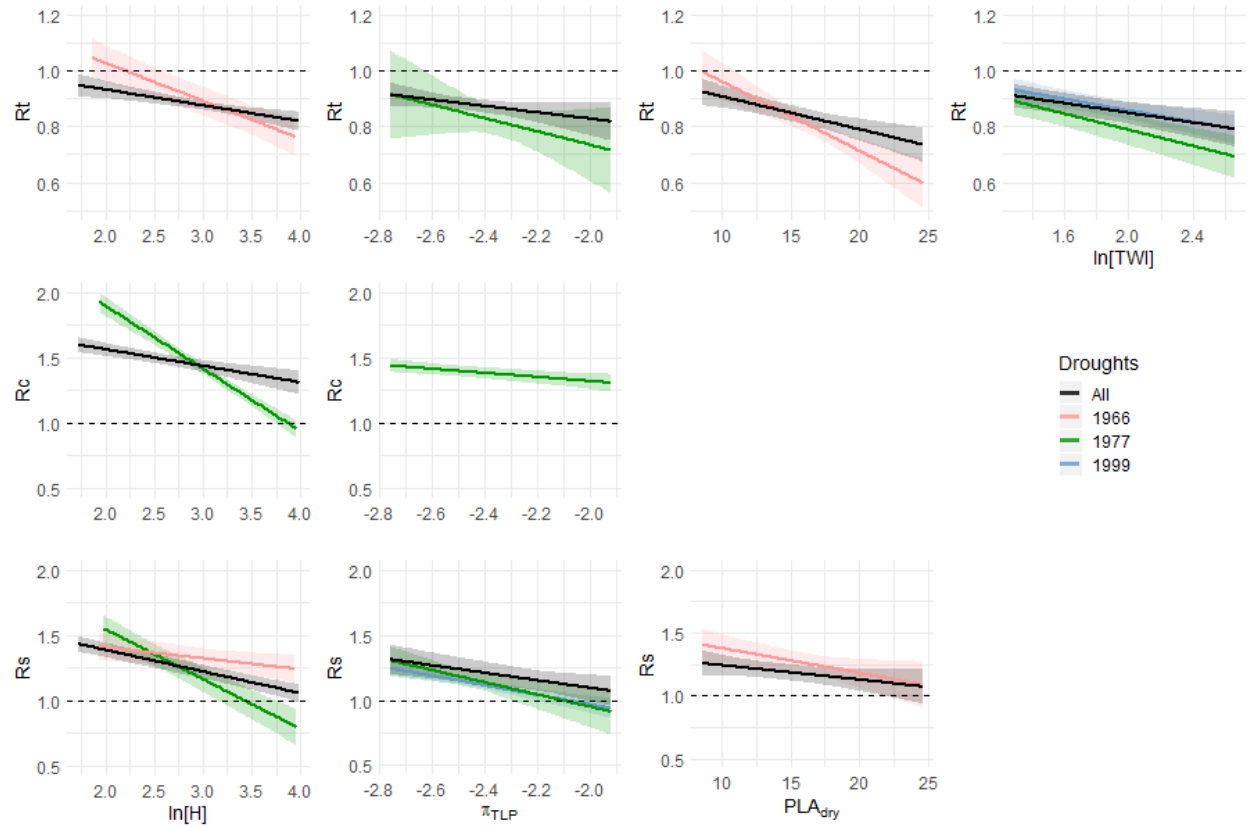 1.2 1.0 0.8 0.6 Rt 2.0 2.5 3.0 3.5 4.0
1.2 1.0 0.8 0.6 Rt -2.8 -2.6 -2.4 -2.2 -2.0
1.2 1.0 0.8 0.6 Rt 10 15 20 25
1.2 1.0 0.8 0.6 Rt 1.6 2.0 2.4
ln[TWI]
2.0 1.5 1.0 0.5 Rc 2.0 2.5 3.0 3.5 4.0
2.0 1.5 1.0 0.5 Rc -2.8 -2.6 -2.4 -2.2 -2.0
Droughts
All
1966
1977
1999
2.0 1.5 1.0 0.5 Rs 2.0 2.5 3.0 3.5 4.0
ln[H]
2.0 1.5 1.0 0.5 Rs -2.8 -2.6 -2.4 -2.2 -2.0
πTLP
2.0 1.5 1.0 0.5 Rs 10 15 20 25
PLAdry